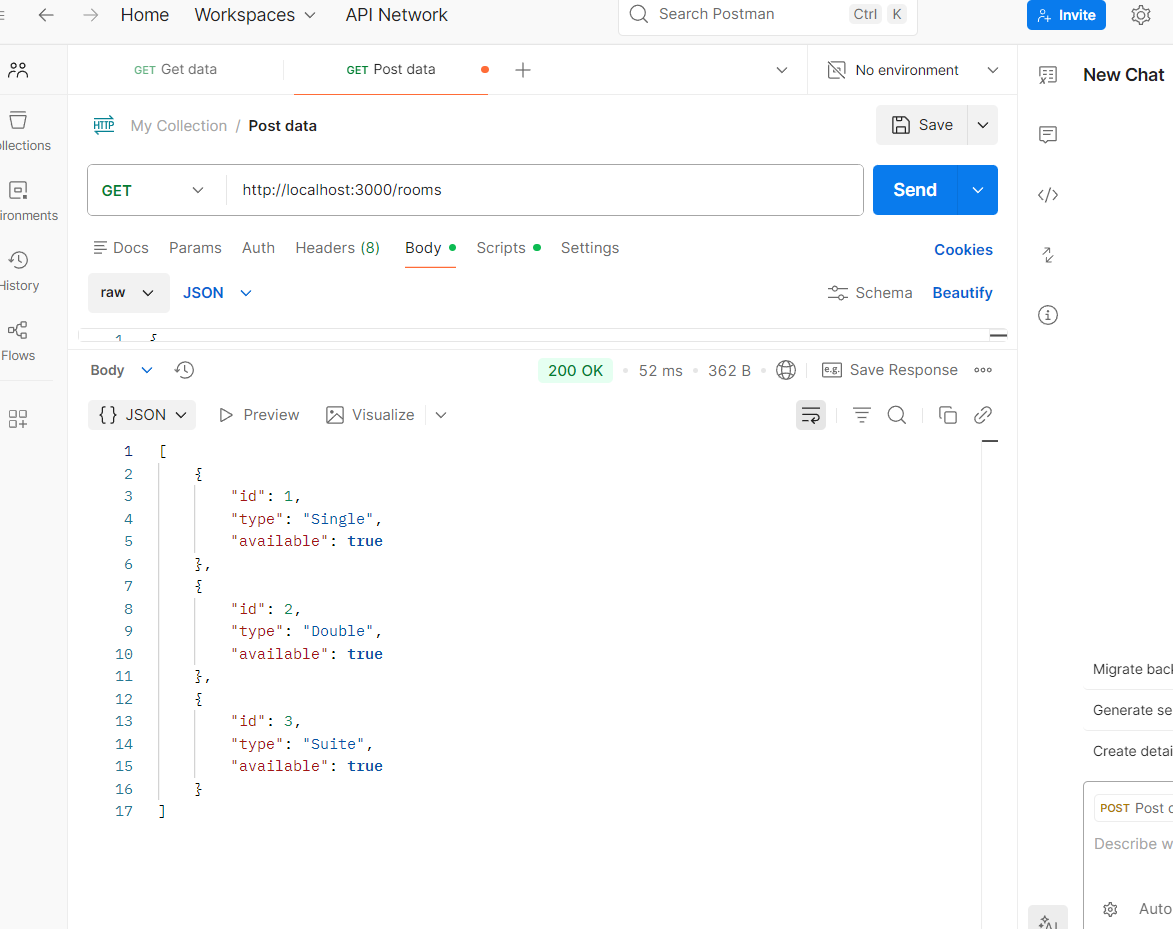 Home Workspaces API Network Search Postman Ctrl K Invite
GET Get data GET Post data No environment New Chat
HTTP My Collection / Post data Save
llections
GET http://localhost:3000/rooms Send
ironments
Docs Params Auth Headers (8) Body Scripts Settings Cookies
History
raw JSON Schema Beautify
1 {
Flows
Body 200 OK 52 ms 362 B e.g. Save Response
{} JSON Preview Visualize
1 [
2 {
3 "id": 1,
4 "type": "Single",
5 "available": true
6 },
7 {
8 "id": 2,
9 "type": "Double",
10 "available": true
11 },
12 {
13 "id": 3,
14 "type": "Suite",
15 "available": true
16 }
17 ]
Migrate back
Generate se
Create detai
POST Post
Describe w
Auto
AI